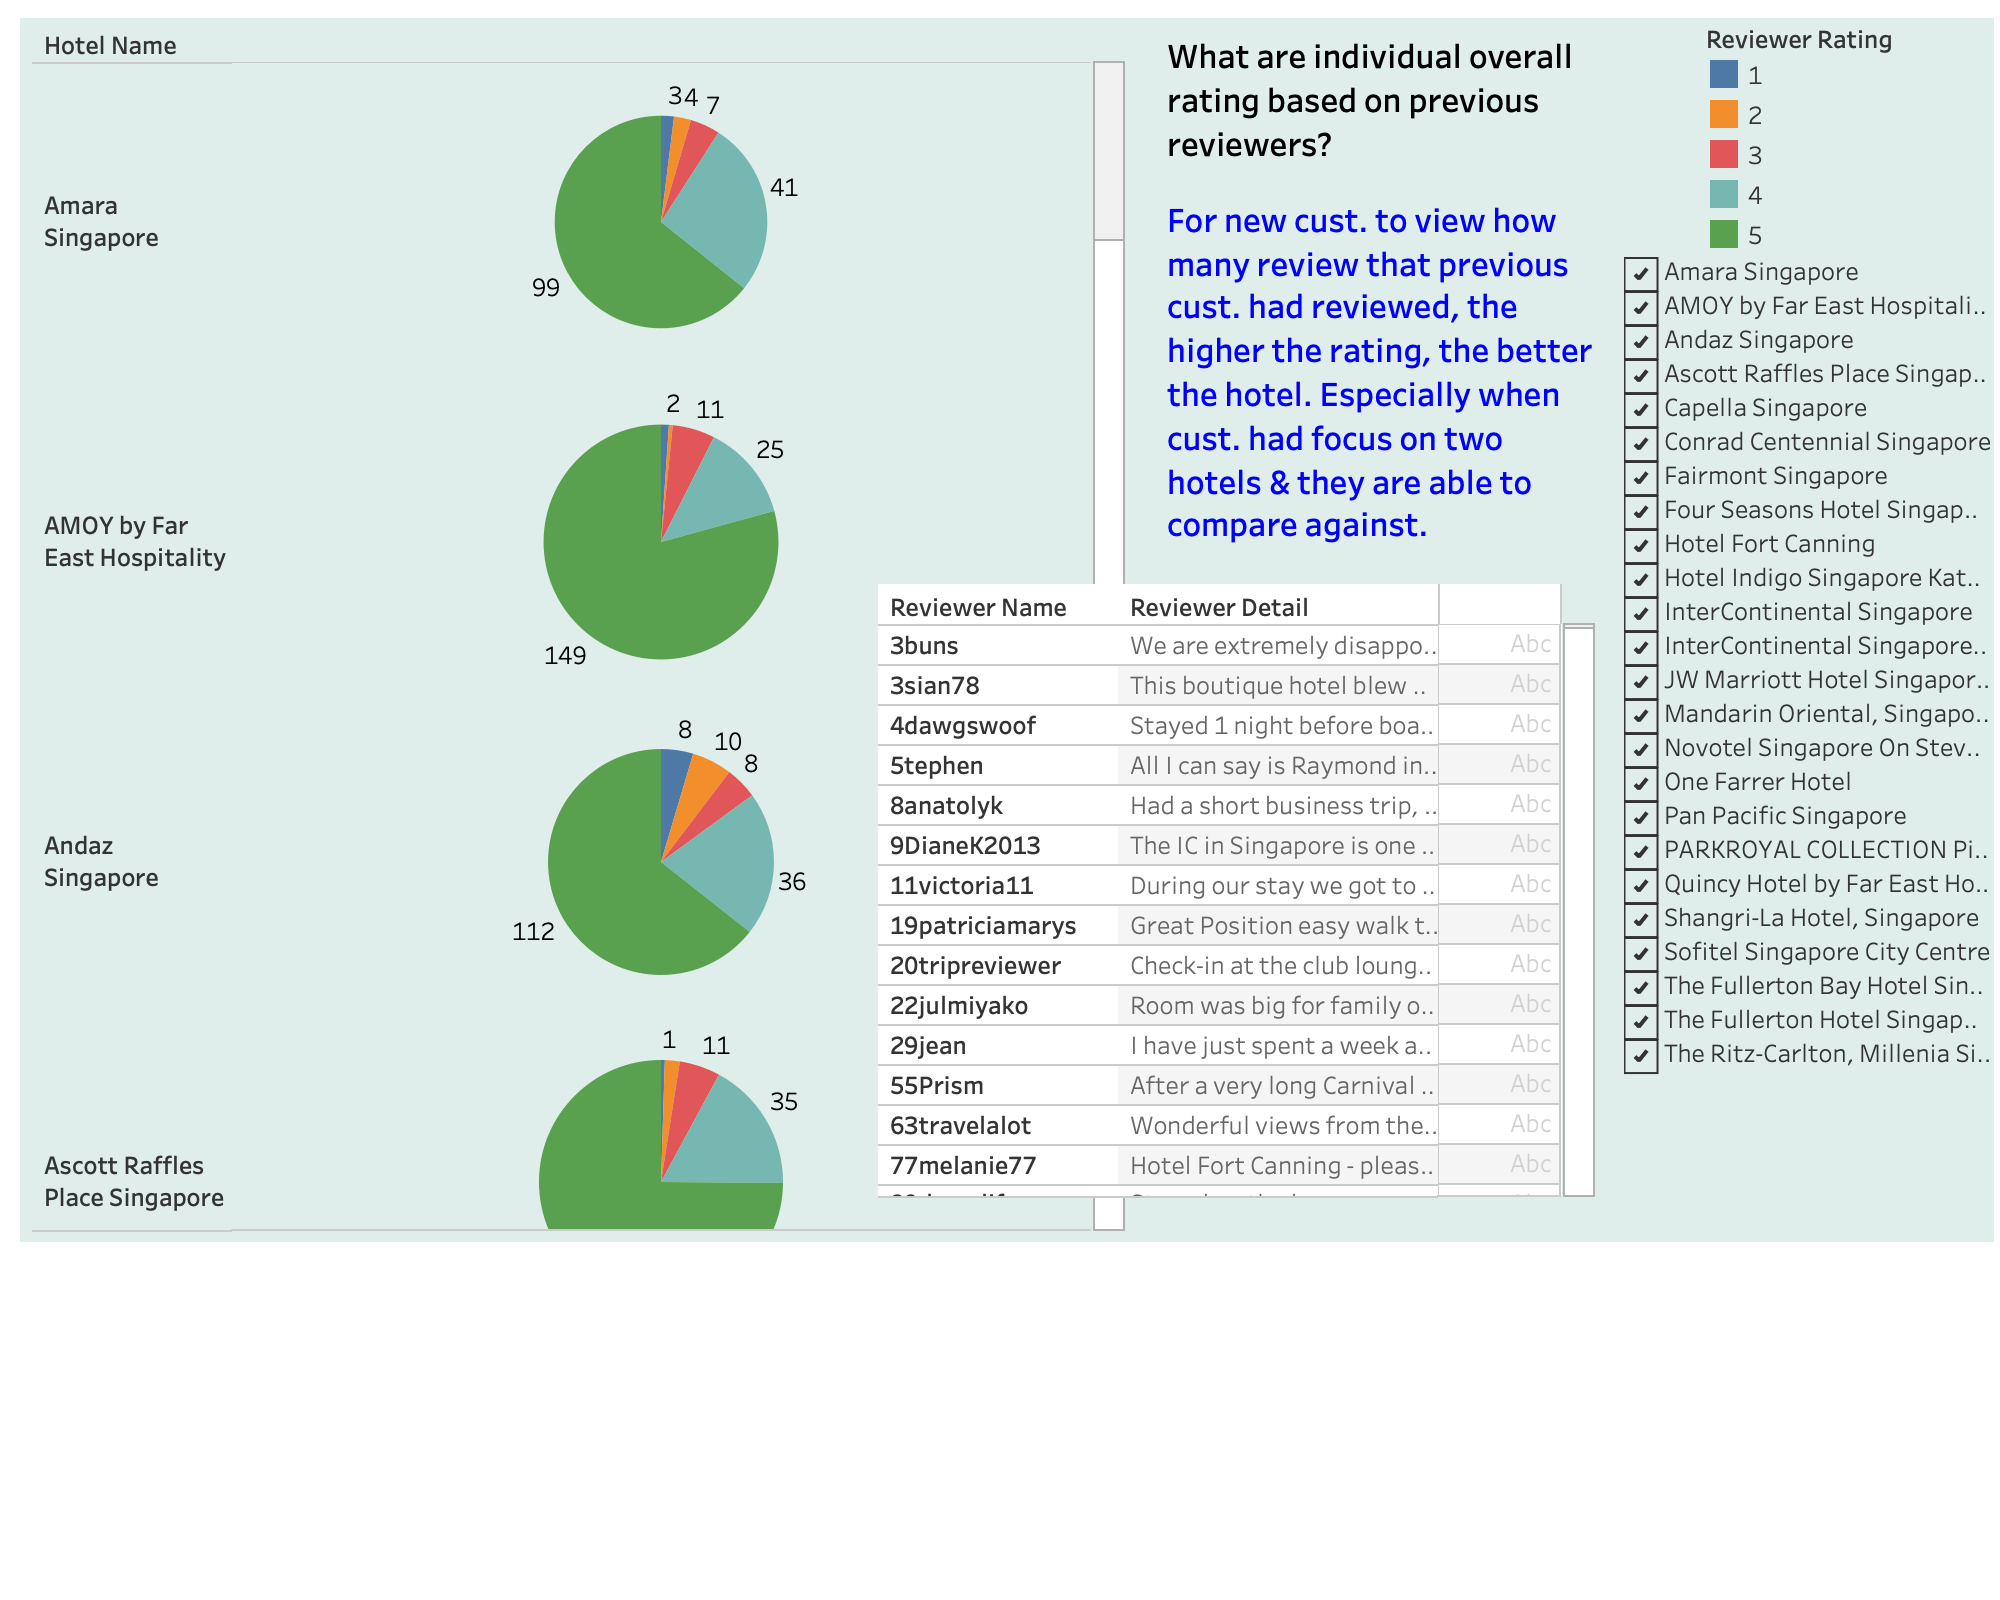 Hotel Name
Amara
Singapore
34 7
41
99
AMOY by Far
East Hospitality
2 11
25
149
Andaz
Singapore
8
10
8
36
112
Ascott Raffles
Place Singapore
1 11
35
What are individual overall
rating based on previous
reviewers?
For new cust. to view how
many review that previous
cust. had reviewed, the
higher the rating, the better
the hotel. Especially when
cust. had focus on two
hotels & they are able to
compare against.
Reviewer Name Reviewer Detail
3buns We are extremely disappo.. Abc
3sian78 This boutique hotel blew .. Abc
4dawgswoof Stayed 1 night before boa.. Abc
5tephen All I can say is Raymond in.. Abc
8anatolyk Had a short business trip, .. Abc
9DianeK2013 The IC in Singapore is one .. Abc
11victoria11 During our stay we got to .. Abc
19patriciamarys Great Position easy walk t.. Abc
20tripreviewer Check-in at the club loung.. Abc
22julmiyako Room was big for family o.. Abc
29jean I have just spent a week a.. Abc
55Prism After a very long Carnival .. Abc
63travelalot Wonderful views from the.. Abc
77melanie77 Hotel Fort Canning - pleas.. Abc
Reviewer Rating
1
2
3
4
5
Amara Singapore
AMOY by Far East Hospitali..
Andaz Singapore
Ascott Raffles Place Singap..
Capella Singapore
Conrad Centennial Singapore
Fairmont Singapore
Four Seasons Hotel Singap..
Hotel Fort Canning
Hotel Indigo Singapore Kat..
InterContinental Singapore
InterContinental Singapore..
JW Marriott Hotel Singapor..
Mandarin Oriental, Singapo..
Novotel Singapore On Stev..
One Farrer Hotel
Pan Pacific Singapore
PARKROYAL COLLECTION Pi..
Quincy Hotel by Far East Ho..
Shangri-La Hotel, Singapore
Sofitel Singapore City Centre
The Fullerton Bay Hotel Sin..
The Fullerton Hotel Singap..
The Ritz-Carlton, Millenia Si..